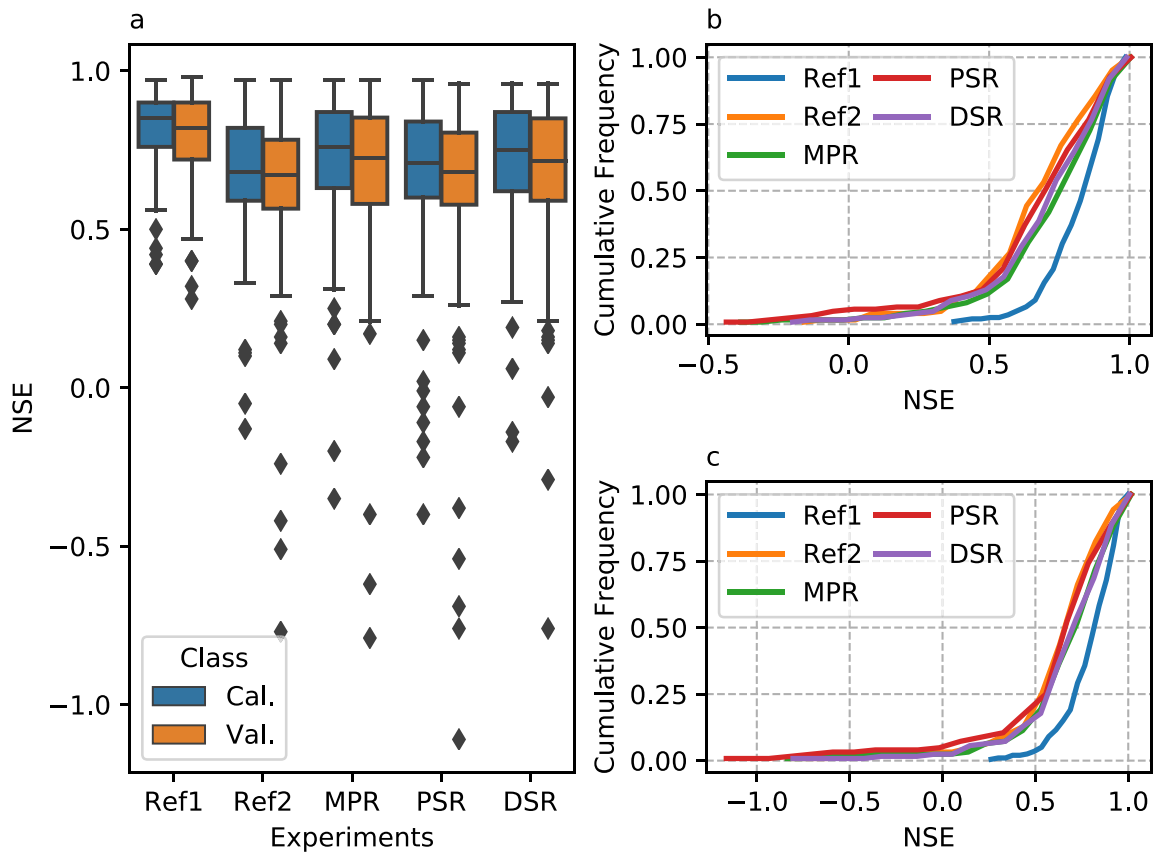 a
1.0
0.5
0.0
−0.5
−1.0
NSE
Class
Cal.
Val.
Ref1 Ref2 MPR PSR DSR
Experiments
b
1.00
0.75
0.50
0.25
0.00
Cumulative Frequency
Ref1 PSR
Ref2 DSR
MPR
−0.5 0.0 0.5 1.0
NSE
c
1.00
0.75
0.50
0.25
0.00
Cumulative Frequency
Ref1 PSR
Ref2 DSR
MPR
−1.0 −0.5 0.0 0.5 1.0
NSE